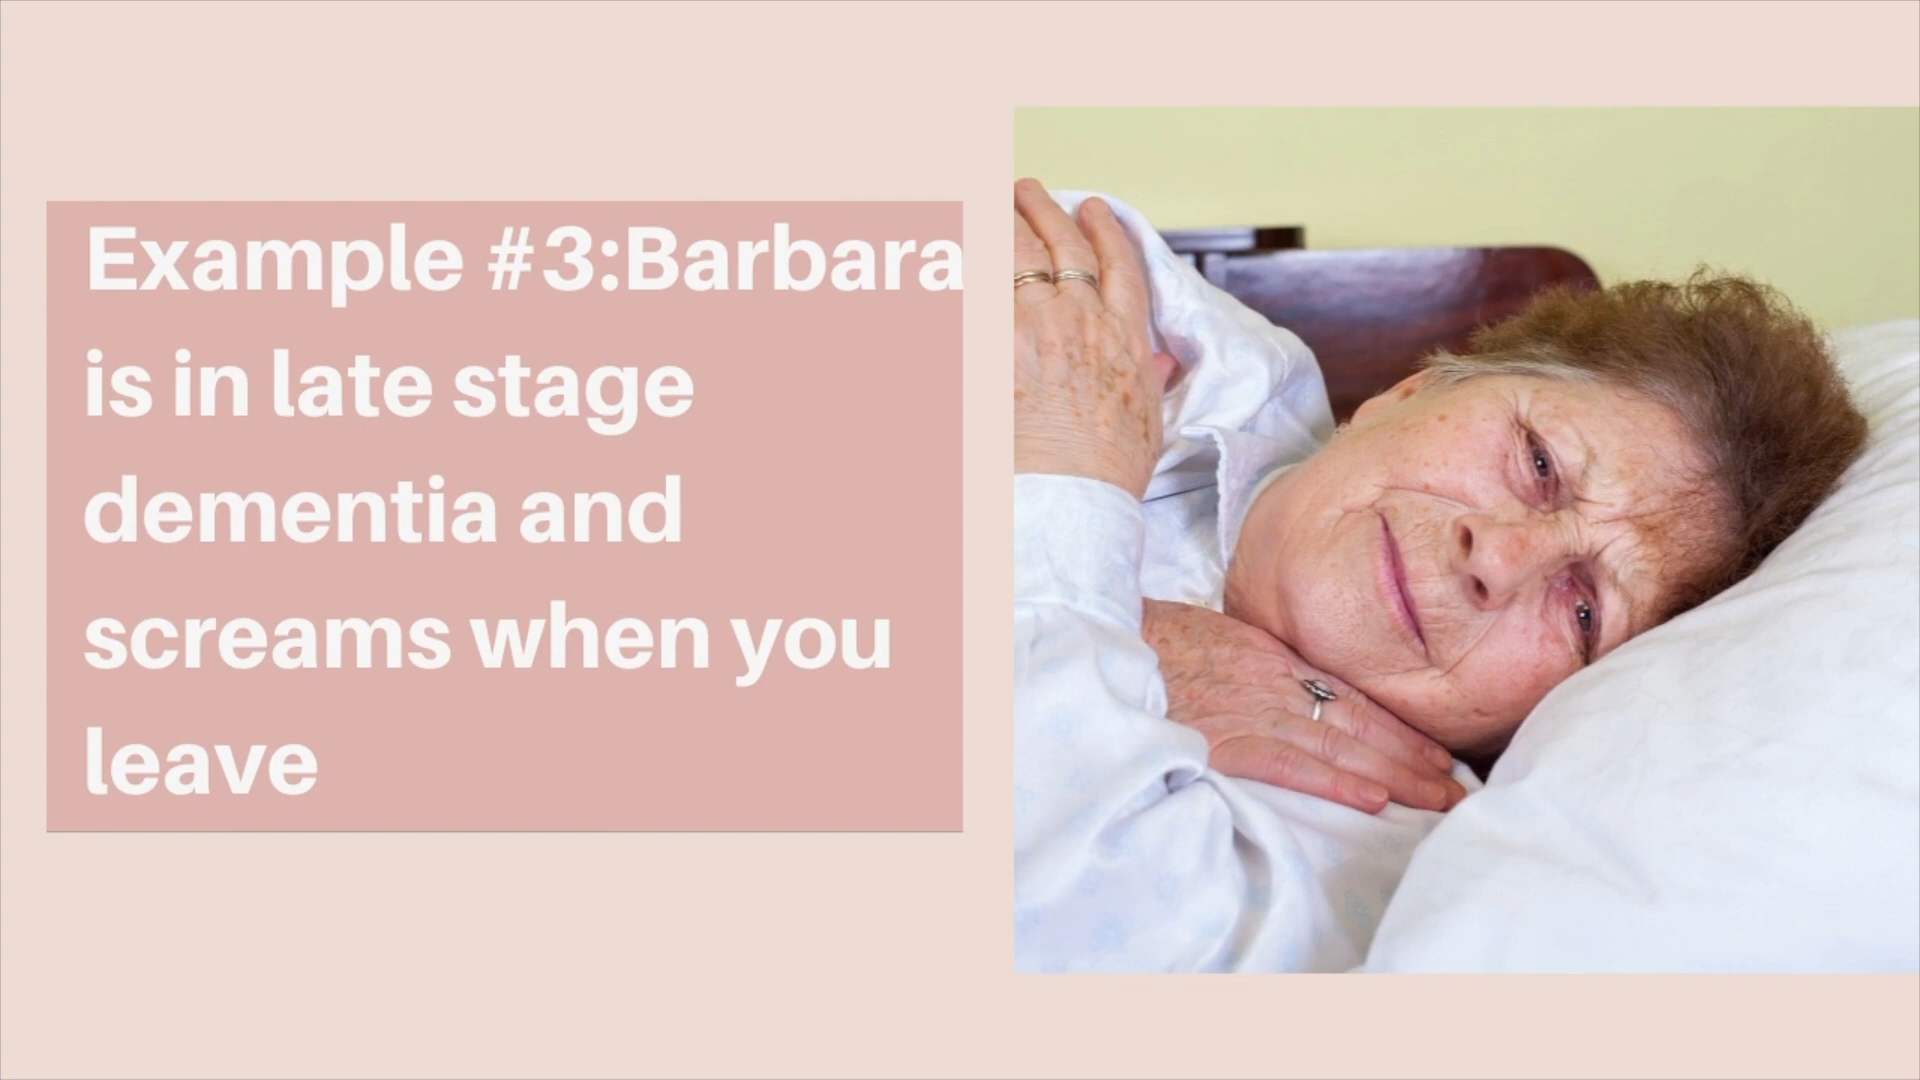 Example #3:Barbara
is in late stage
dementia and
screams when you
leave